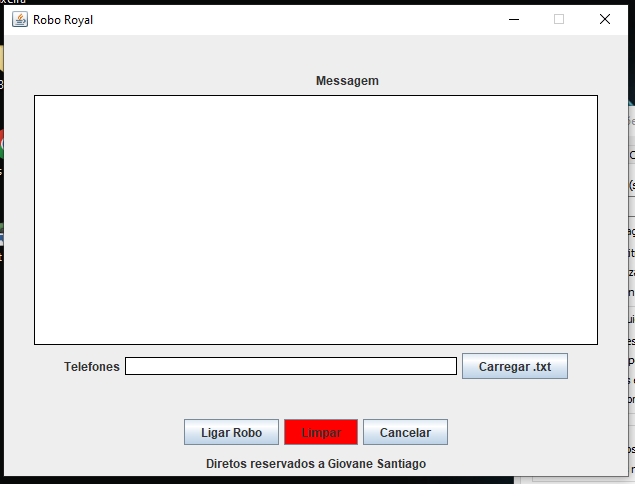 Robo Royal
Messagem
Telefones
Carregar .txt
Ligar Robo
Limpar
Cancelar
Diretos reservados a Giovane Santiago